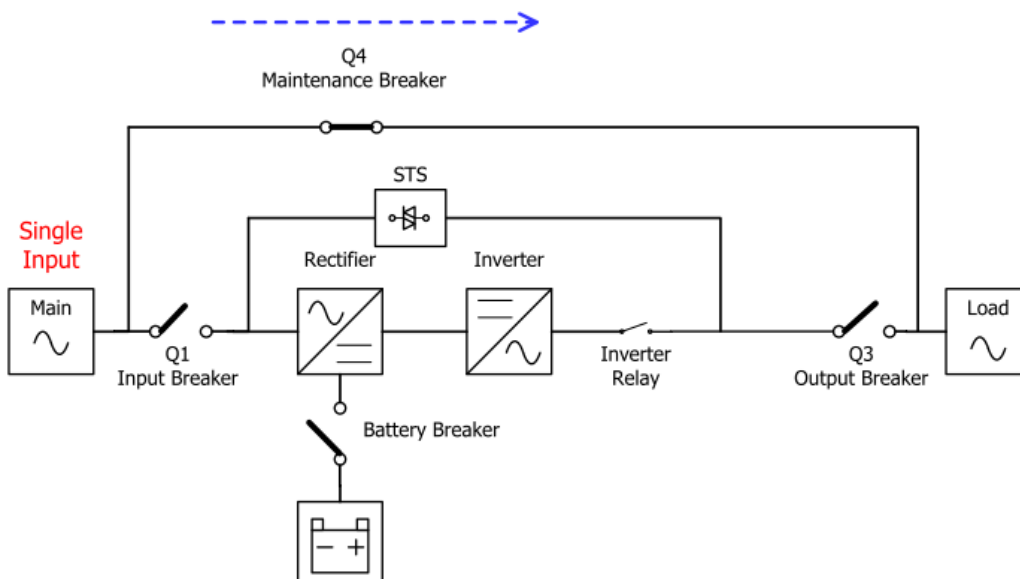 Q4
Maintenance Breaker
STS
Single
Input
Rectifier
Inverter
Main
Load
Q1
Input Breaker
Inverter
Relay
Q3
Output Breaker
Battery Breaker
− +